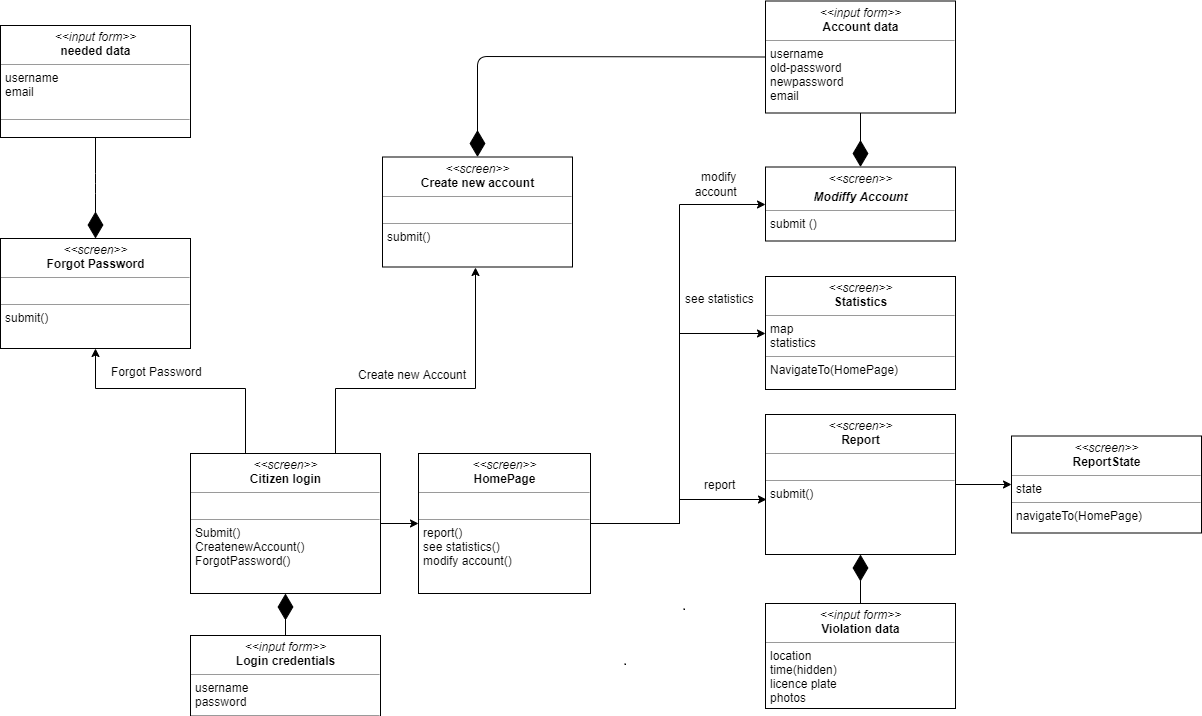 <<input form>>
needed data
username
email
<<input form>>
Account data
username
old-password
newpassword
email
<<screen>>
Create new account
submit()
modify
account
<<screen>>
Modiffy Account
submit ()
<<screen>>
Forgot Password
submit()
see statistics
<<screen>>
Statistics
map
statistics
NavigateTo(HomePage)
Forgot Password
Create new Account
<<screen>>
Citizen login
Submit()
CreatenewAccount()
ForgotPassword()
<<screen>>
HomePage
report()
see statistics()
modify account()
report
<<screen>>
Report
submit()
<<screen>>
ReportState
state
navigateTo(HomePage)
<<input form>>
Login credentials
username
password
<<input form>>
Violation data
location
time(hidden)
licence plate
photos